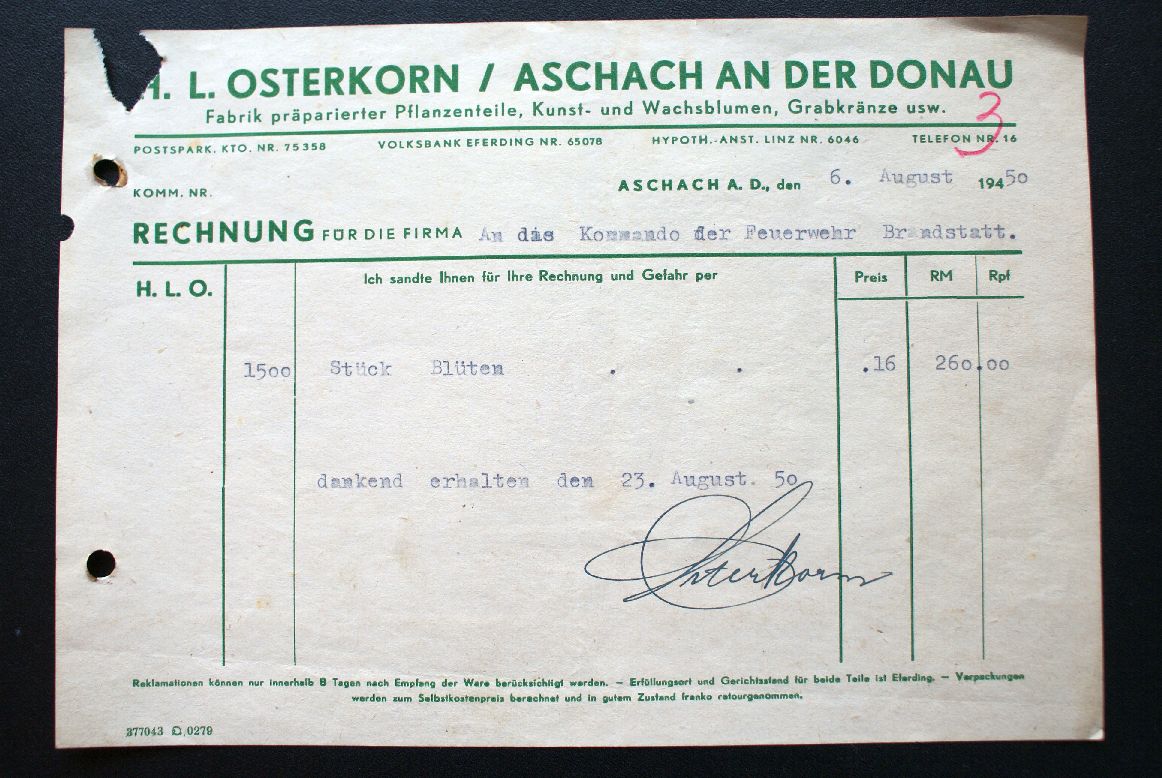 H. L. OSTERKORN / ASCHACH AN DER DONAU
Fabrik präparierter Pflanzenteile, Kunst- und Wachsblumen, Grabkränze usw.
3
POSTSPARK. KTO. NR. 75358 VOLKSBANK EFERDING NR. 65078 HYPOTH.-ANST. LINZ NR. 6046 TELEFON NR. 16
KOMM. NR. ASCHACH A. D., den 6. August 1945̶0
RECHNUNG FÜR DIE FIRMA An das Kommando der Feuerwehr Brandstatt.
H. L. O. Ich sandte Ihnen für Ihre Rechnung und Gefahr per Preis RM Rpf
1500 Stück Blüten . . .16 260.00
dankend erhalten den 23. August. 50
Osterkorn
Reklamationen können nur innerhalb 8 Tagen nach Empfang der Ware berücksichtigt werden. — Erfüllungsort und Gerichtsstand für beide Teile ist Eferding. — Verpackungen
werden zum Selbstkostenpreis berechnet und in gutem Zustand franko retourgenommen.
377043 Ω 0279